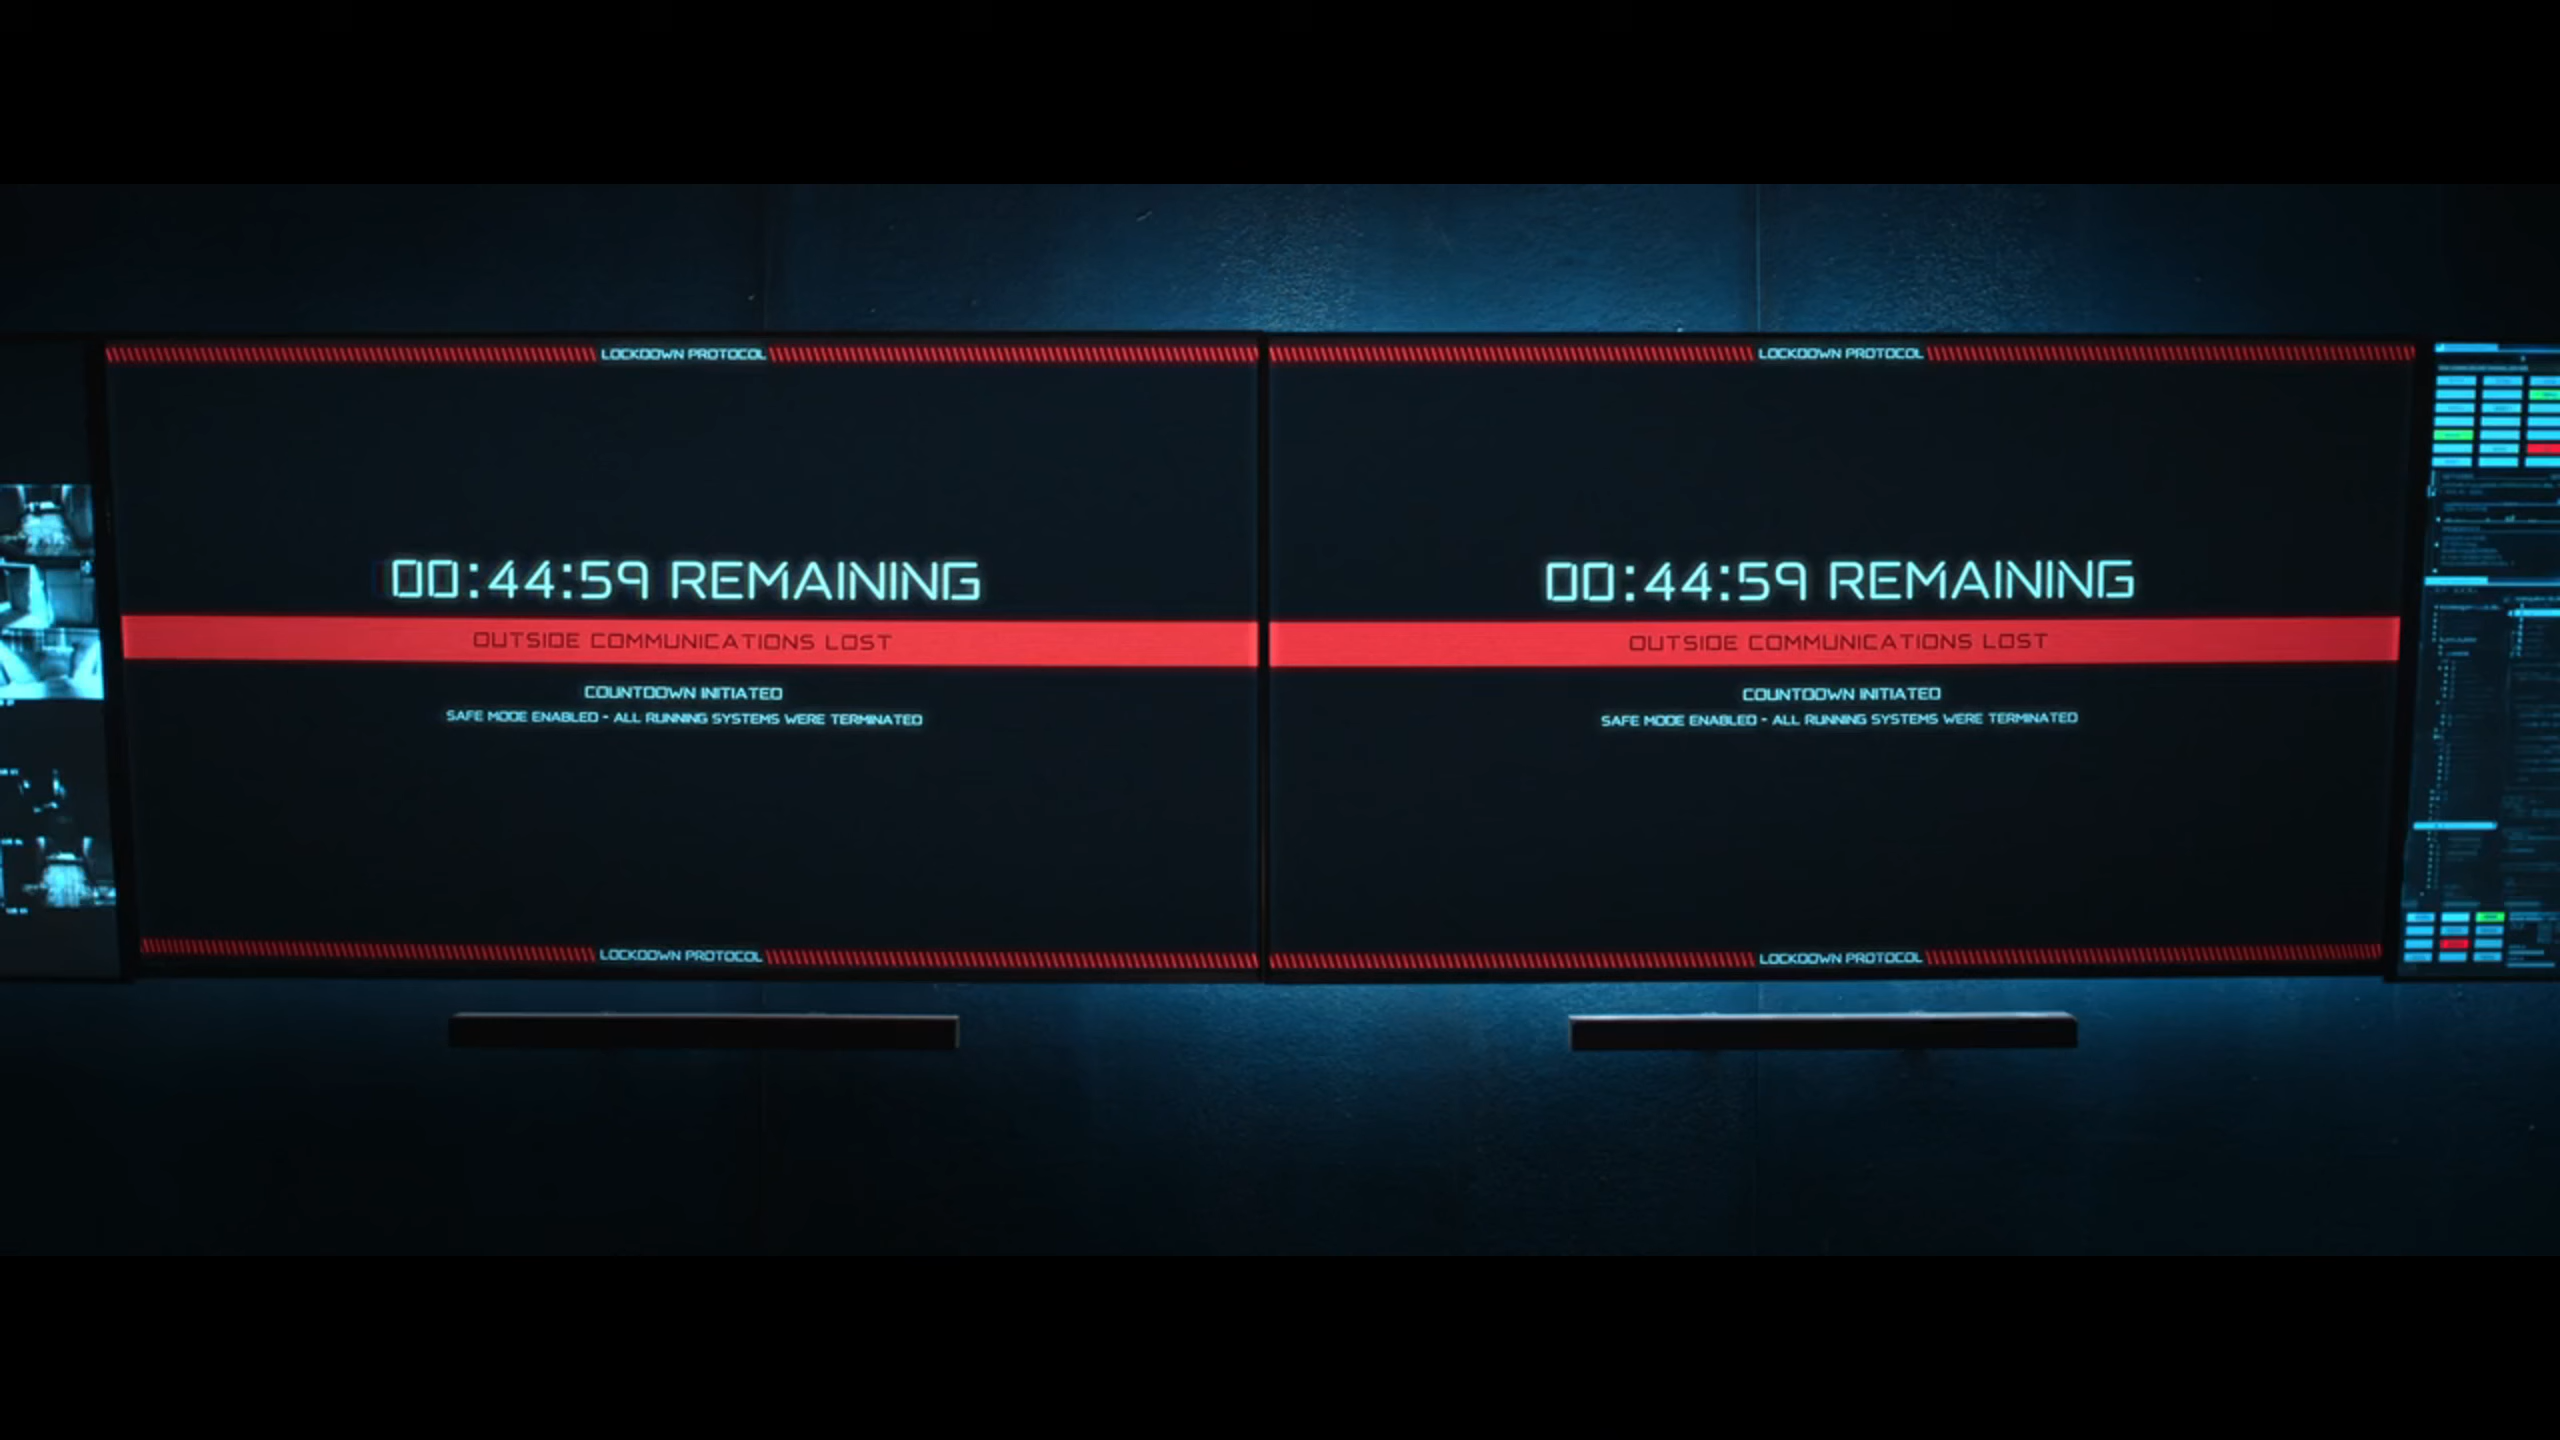 LOCKDOWN PROTOCOL
00:44:59 REMAINING
OUTSIDE COMMUNICATIONS LOST
COUNTDOWN INITIATED
SAFE MODE ENABLED - ALL RUNNING SYSTEMS WERE TERMINATED
LOCKDOWN PROTOCOL
LOCKDOWN PROTOCOL
00:44:59 REMAINING
OUTSIDE COMMUNICATIONS LOST
COUNTDOWN INITIATED
SAFE MODE ENABLED - ALL RUNNING SYSTEMS WERE TERMINATED
LOCKDOWN PROTOCOL